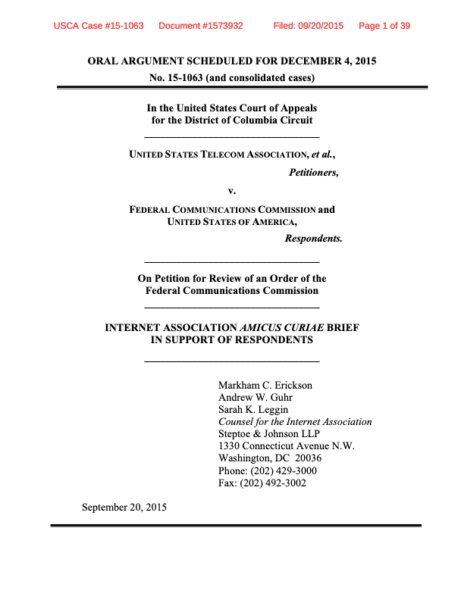 USCA Case #15-1063 Document #1573932 Filed: 09/20/2015 Page 1 of 39
ORAL ARGUMENT SCHEDULED FOR DECEMBER 4, 2015
No. 15-1063 (and consolidated cases)
In the United States Court of Appeals
for the District of Columbia Circuit
UNITED STATES TELECOM ASSOCIATION, et al.,
Petitioners,
v.
FEDERAL COMMUNICATIONS COMMISSION and
UNITED STATES OF AMERICA,
Respondents.
On Petition for Review of an Order of the
Federal Communications Commission
INTERNET ASSOCIATION AMICUS CURIAE BRIEF
IN SUPPORT OF RESPONDENTS
Markham C. Erickson
Andrew W. Guhr
Sarah K. Leggin
Counsel for the Internet Association
Steptoe & Johnson LLP
1330 Connecticut Avenue N.W.
Washington, DC 20036
Phone: (202) 429-3000
Fax: (202) 492-3002
September 20, 2015